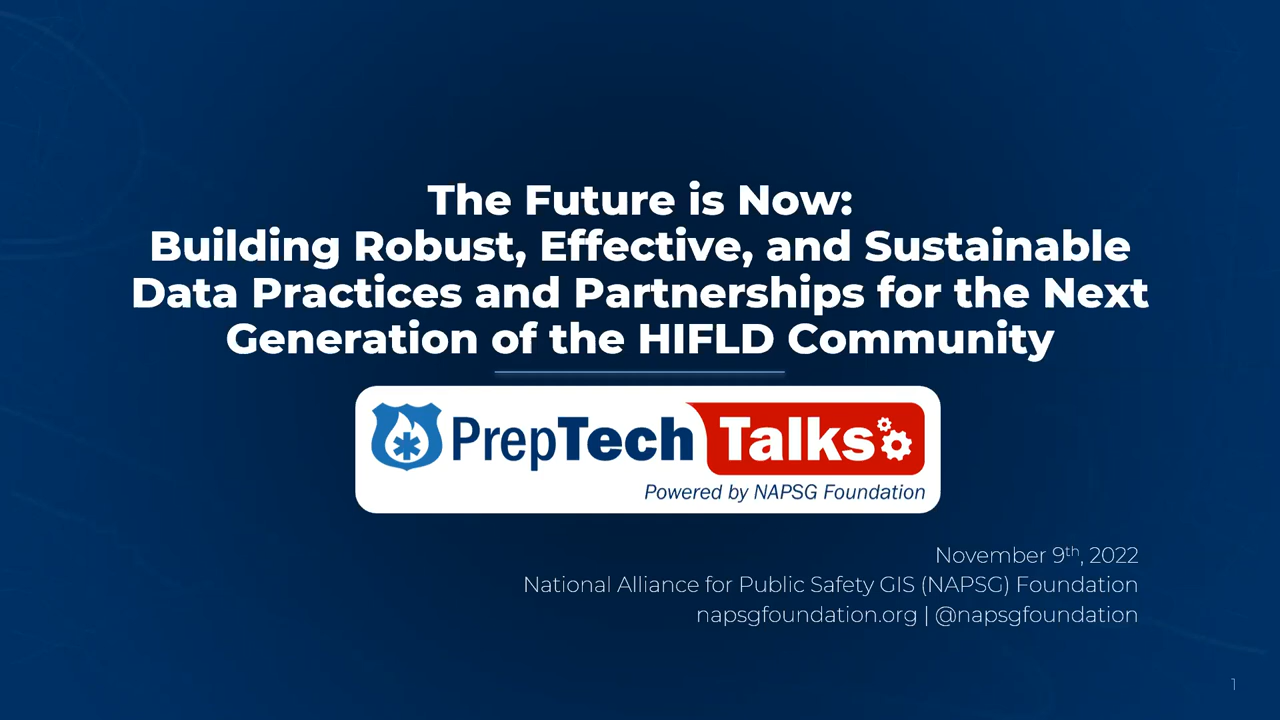 The Future is Now:
Building Robust, Effective, and Sustainable
Data Practices and Partnerships for the Next
Generation of the HIFLD Community
PrepTech Talks
Powered by NAPSG Foundation
November 9th, 2022
National Alliance for Public Safety GIS (NAPSG) Foundation
napsgfoundation.org | @napsgfoundation
1